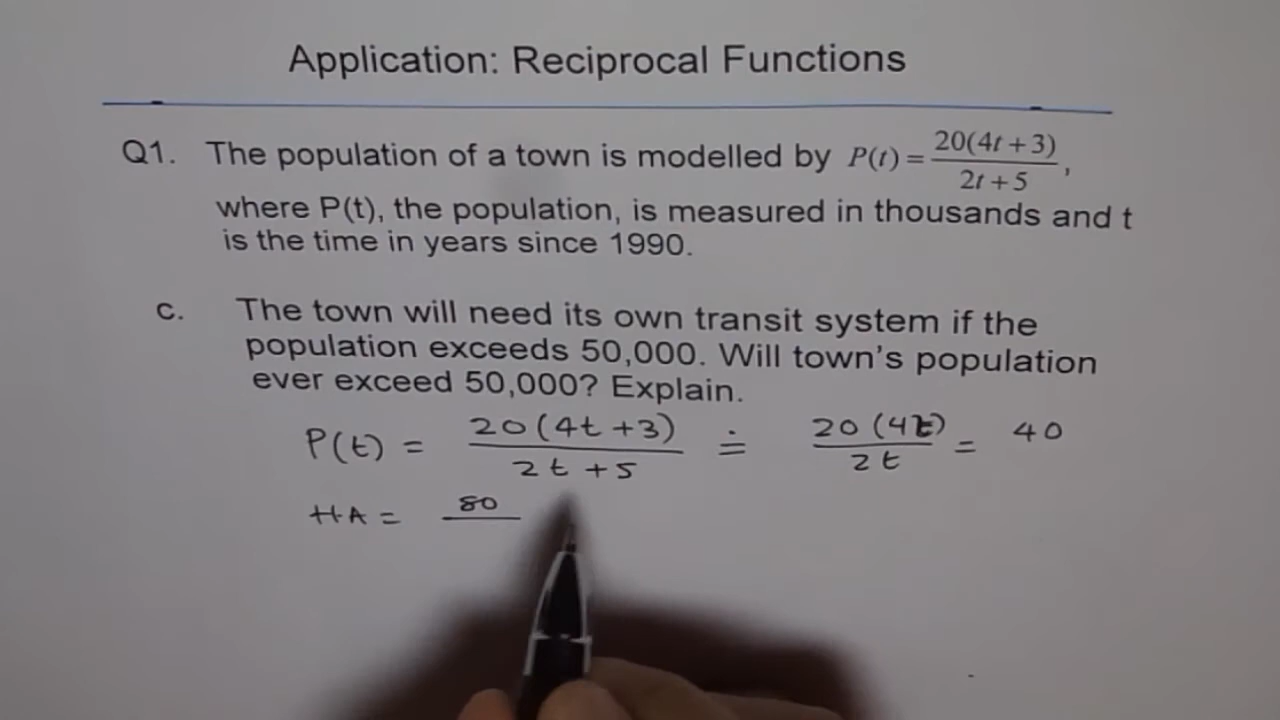 Application: Reciprocal Functions
Q1. The population of a town is modelled by P(t) = 20(4t + 3) / 2t + 5,
where P(t), the population, is measured in thousands and t
is the time in years since 1990.
c. The town will need its own transit system if the
population exceeds 50,000. Will town's population
ever exceed 50,000? Explain.
P(t) = 20(4t + 3) / 2t + 5 ≐ 20(4t) / 2t = 40
HA = 80